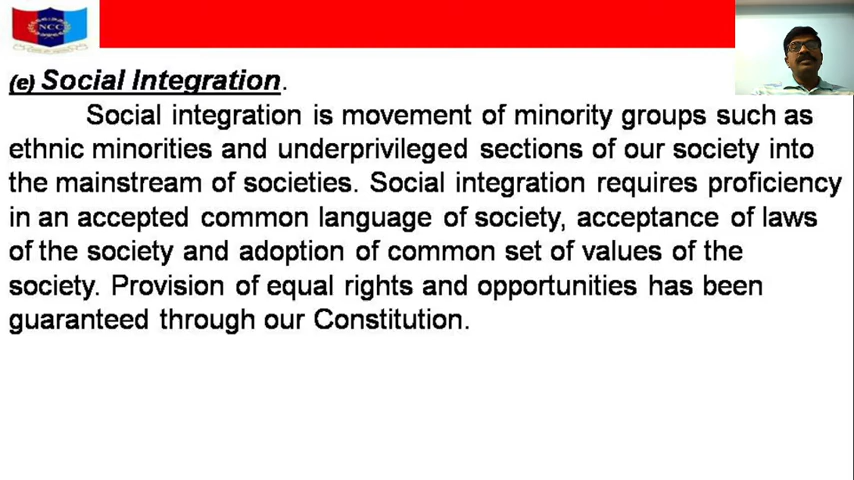 NCC
(e) Social Integration.
Social integration is movement of minority groups such as
ethnic minorities and underprivileged sections of our society into
the mainstream of societies. Social integration requires proficiency
in an accepted common language of society, acceptance of laws
of the society and adoption of common set of values of the
society. Provision of equal rights and opportunities has been
guaranteed through our Constitution.